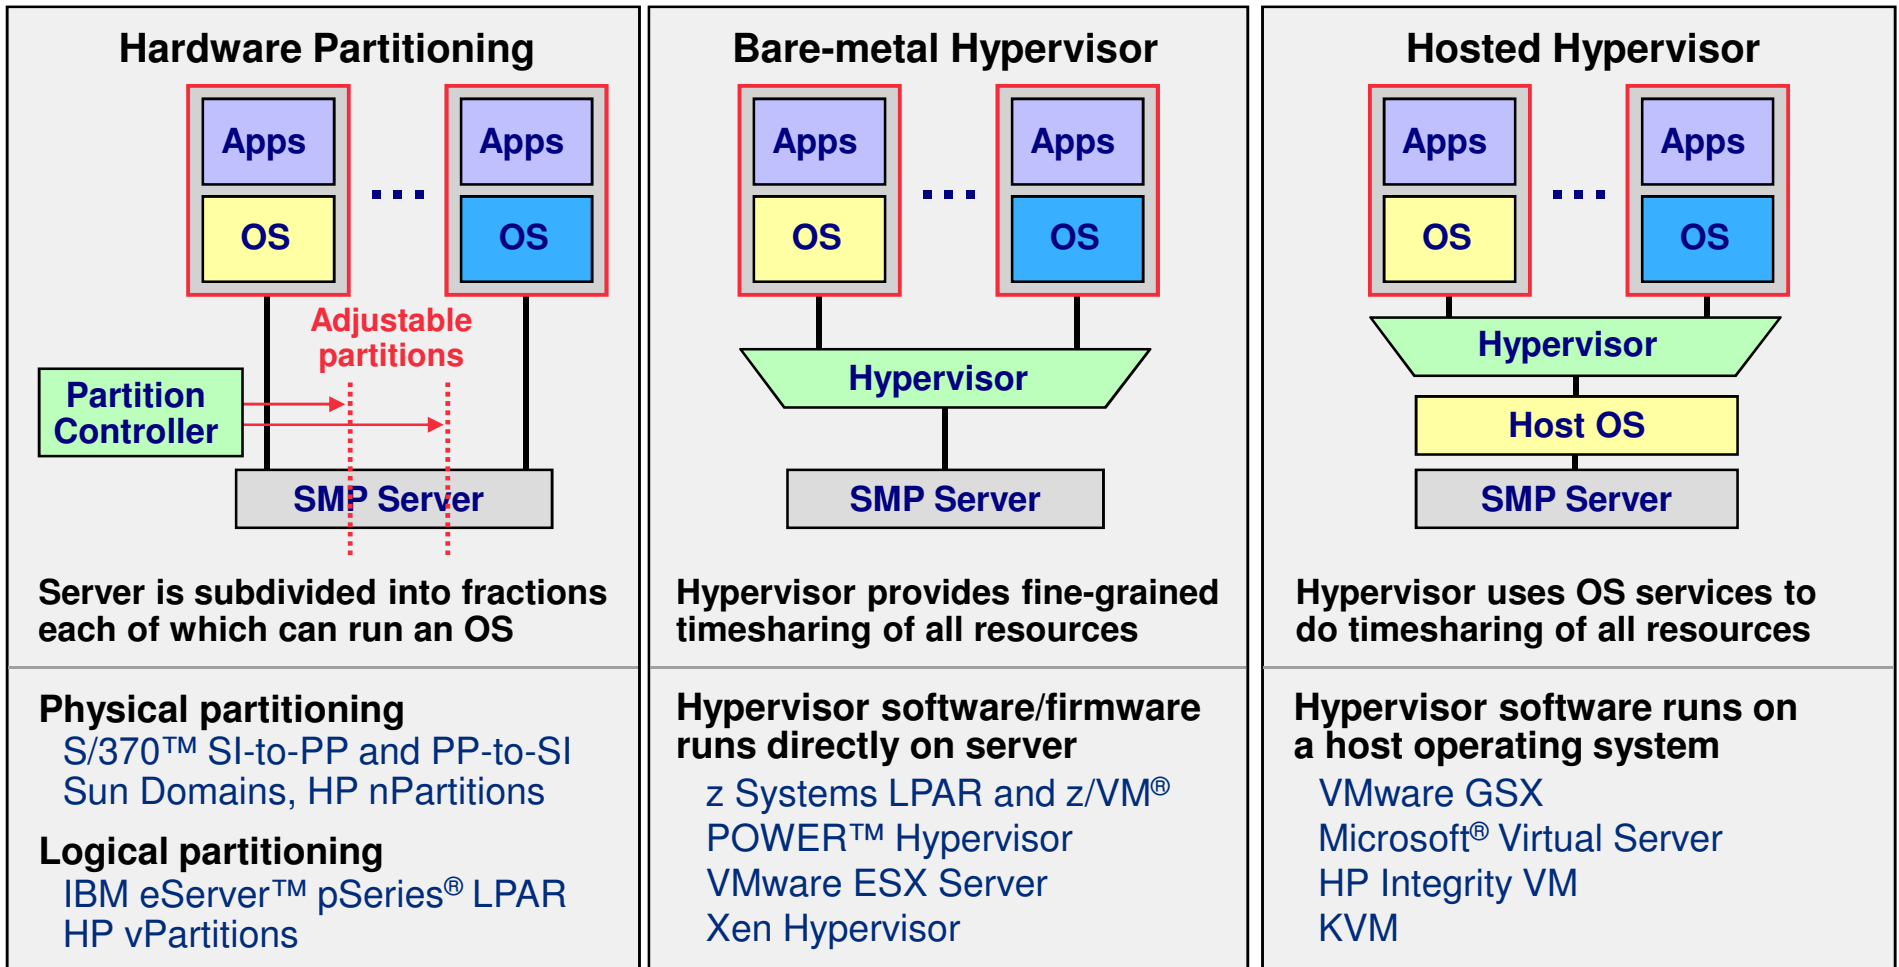 Hardware Partitioning
Apps
Apps
...
OS
OS
Adjustable
partitions
Partition
Controller
SMP Server
Server is subdivided into fractions
each of which can run an OS
Physical partitioning
S/370™ SI-to-PP and PP-to-SI
Sun Domains, HP nPartitions
Logical partitioning
IBM eServer™ pSeries® LPAR
HP vPartitions
Bare-metal Hypervisor
Apps
Apps
...
OS
OS
Hypervisor
SMP Server
Hypervisor provides fine-grained
timesharing of all resources
Hypervisor software/firmware
runs directly on server
z Systems LPAR and z/VM®
POWER™ Hypervisor
VMware ESX Server
Xen Hypervisor
Hosted Hypervisor
Apps
Apps
...
OS
OS
Hypervisor
Host OS
SMP Server
Hypervisor uses OS services to
do timesharing of all resources
Hypervisor software runs on
a host operating system
VMware GSX
Microsoft® Virtual Server
HP Integrity VM
KVM